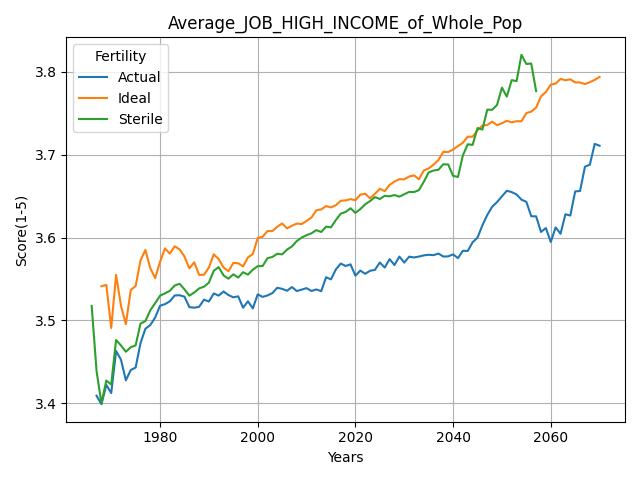 Average_JOB_HIGH_INCOME_of_Whole_Pop
Fertility
Actual
Ideal
Sterile
Score(1-5)
3.8
3.7
3.6
3.5
3.4
1980
2000
2020
2040
2060
Years